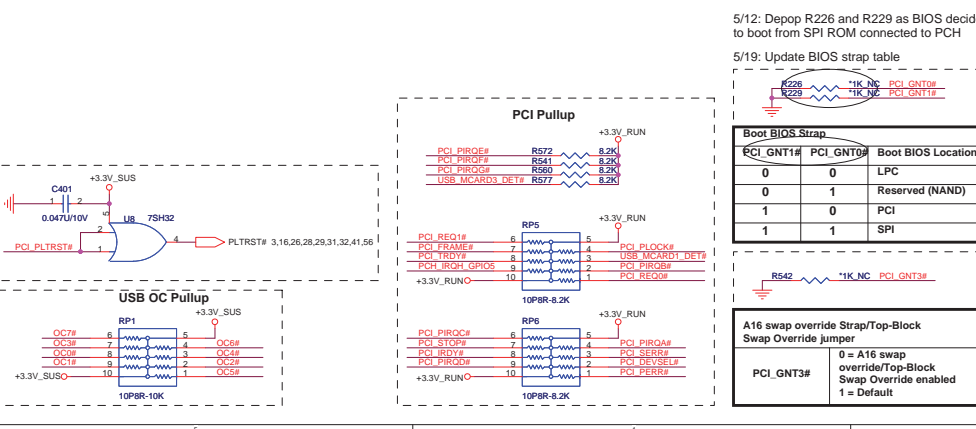 5/12: Depop R226 and R229 as BIOS decid
to boot from SPI ROM connected to PCH
5/19: Update BIOS strap table
R226 *1K_NC PCI_GNT0#
R229 *1K_NC PCI_GNT1#
Boot BIOS Strap
PCI_GNT1# PCI_GNT0# Boot BIOS Location
0 0 LPC
0 1 Reserved (NAND)
1 0 PCI
1 1 SPI
R542 *1K_NC PCI_GNT3#
A16 swap override Strap/Top-Block
Swap Override jumper
PCI_GNT3#
0 = A16 swap
override/Top-Block
Swap Override enabled
1 = Default
PCI Pullup
+3.3V_RUN
PCI_PIRQE# R572 8.2K
PCI_PIRQF# R541 8.2K
PCI_PIRQG# R560 8.2K
USB_MCARD3_DET# R577 8.2K
+3.3V_RUN
RP5
PCI_REQ1# 6 5
PCI_FRAME# 7 4 PCI_PLOCK#
PCI_TRDY# 8 3 USB_MCARD1_DET#
PCH_IRQH_GPIO5 9 2 PCI_PIRQB#
+3.3V_RUN 10 1 PCI_REQ0#
10P8R-8.2K
+3.3V_RUN
RP6
PCI_PIRQC# 6 5
PCI_STOP# 7 4 PCI_PIRQA#
PCI_IRDY# 8 3 PCI_SERR#
PCI_PIRQD# 9 2 PCI_DEVSEL#
+3.3V_RUN 10 1 PCI_PERR#
10P8R-8.2K
+3.3V_SUS
C401
1 2
0.047U/10V
5
U8 7SH32
2
PCI_PLTRST# 1
4 PLTRST# 3,16,26,28,29,31,32,41,56
USB OC Pullup
+3.3V_SUS
RP1
OC7# 6 5
OC3# 7 4 OC6#
OC0# 8 3 OC4#
OC1# 9 2 OC2#
+3.3V_SUS 10 1 OC5#
10P8R-10K